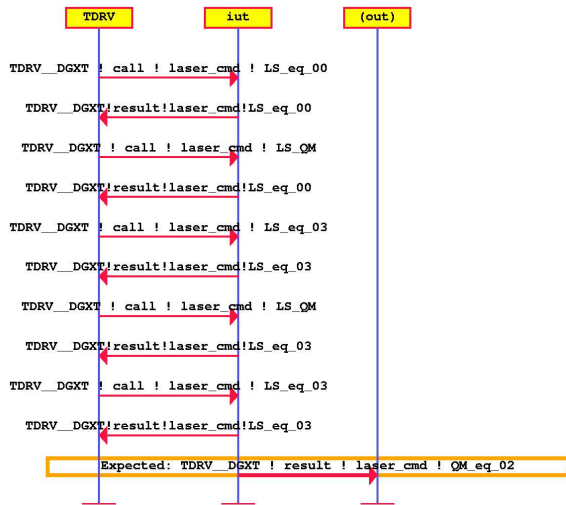 TDRV iut (out)
TDRV__DGXT ! call ! laser_cmd ! LS_eq_00
TDRV__DGXT!result!laser_cmd!LS_eq_00
TDRV__DGXT ! call ! laser_cmd ! LS_QM
TDRV__DGXT!result!laser_cmd!LS_eq_00
TDRV__DGXT ! call ! laser_cmd ! LS_eq_03
TDRV__DGXT!result!laser_cmd!LS_eq_03
TDRV__DGXT ! call ! laser_cmd ! LS_QM
TDRV__DGXT!result!laser_cmd!LS_eq_03
TDRV__DGXT ! call ! laser_cmd ! LS_eq_03
TDRV__DGXT!result!laser_cmd!LS_eq_03
Expected: TDRV__DGXT ! result ! laser_cmd ! QM_eq_02